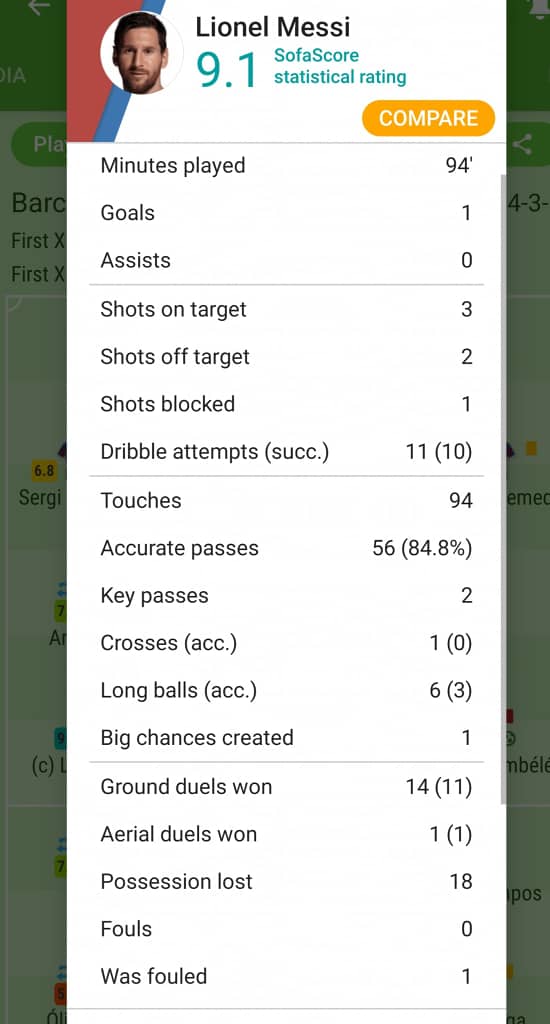 Lionel Messi
9.1
SofaScore
statistical rating
COMPARE
Minutes played 94'
Goals 1
Assists 0
Shots on target 3
Shots off target 2
Shots blocked 1
Dribble attempts (succ.) 11 (10)
Touches 94
Accurate passes 56 (84.8%)
Key passes 2
Crosses (acc.) 1 (0)
Long balls (acc.) 6 (3)
Big chances created 1
Ground duels won 14 (11)
Aerial duels won 1 (1)
Possession lost 18
Fouls 0
Was fouled 1
DIA
Pla
Barc
4-3-
First X
First X
6.8
Sergi
emed
7
Ar
9
(c) L
mbélé
7
pos
5
Óli
ga